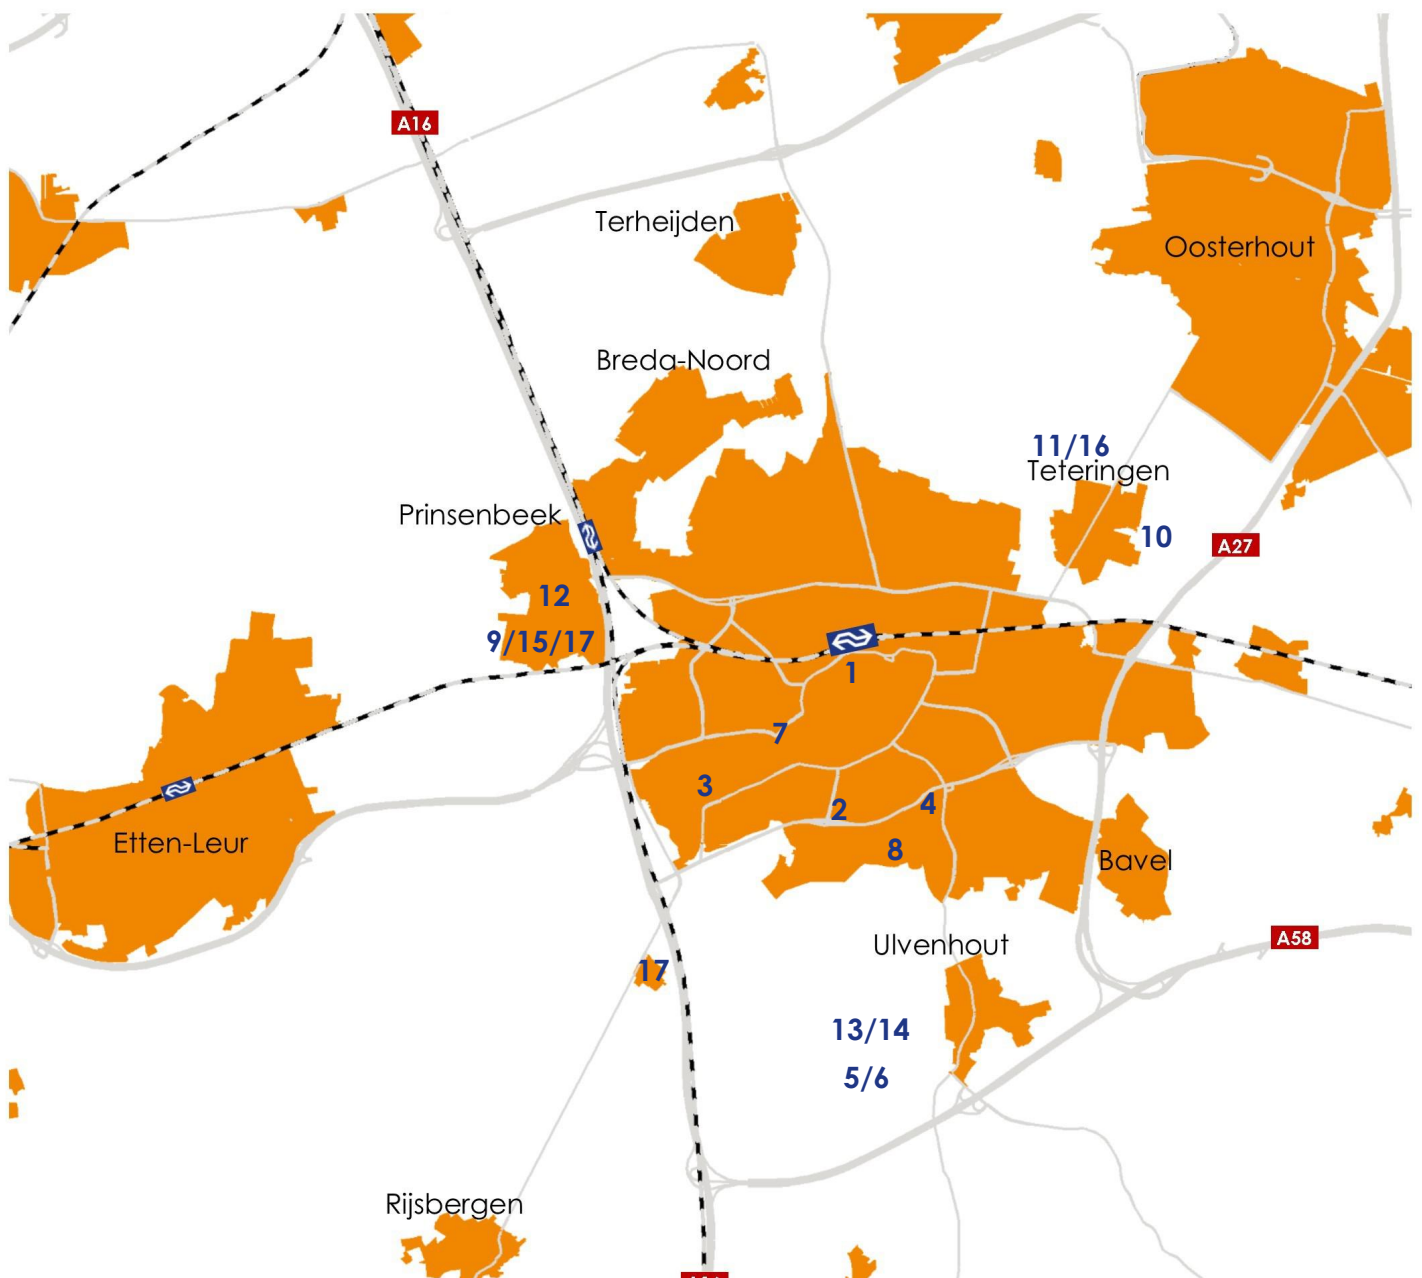 A16
Terheijden
Oosterhout
Breda-Noord
11/16
Teteringen
Prinsenbeek
10
A27
12
9/15/17
1
7
3
2
4
Etten-Leur
8
Bavel
Ulvenhout
A58
17
13/14
5/6
Rijsbergen